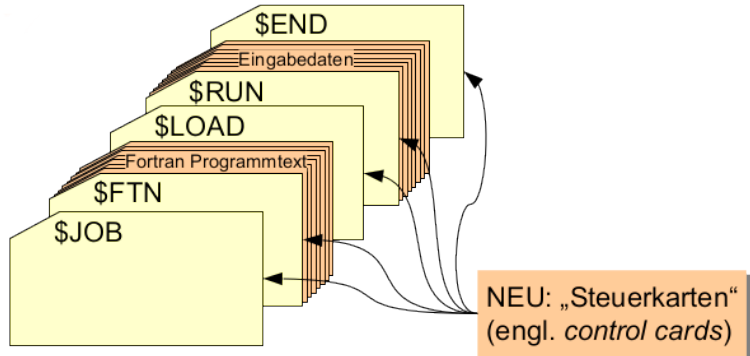 $END
Eingabedaten
$RUN
$LOAD
Fortran Programmtext
$FTN
$JOB
NEU: „Steuerkarten“
(engl. control cards)